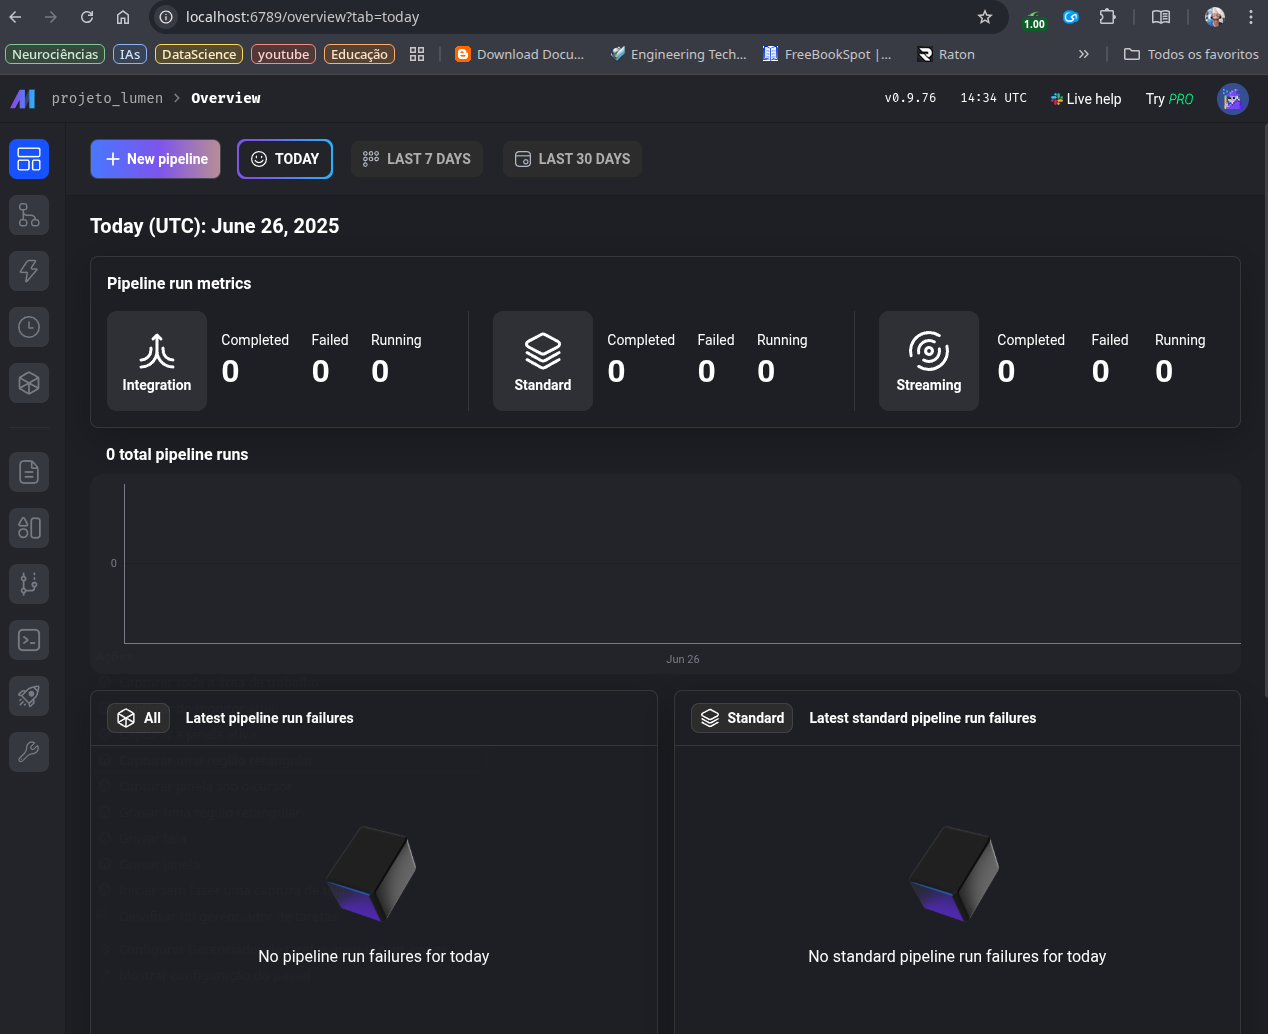 localhost:6789/overview?tab=today
1.00
Neurociências IAs DataScience youtube Educação Download Docu... Engineering Tech... FreeBookSpot |... Raton » Todos os favoritos
projeto_lumen > Overview v0.9.76 14:34 UTC Live help Try PRO
New pipeline TODAY LAST 7 DAYS LAST 30 DAYS
Today (UTC): June 26, 2025
Pipeline run metrics
Integration Completed 0 Failed 0 Running 0
Standard Completed 0 Failed 0 Running 0
Streaming Completed 0 Failed 0 Running 0
0 total pipeline runs
0
Jun 26
All Latest pipeline run failures
Standard Latest standard pipeline run failures
No pipeline run failures for today
No standard pipeline run failures for today